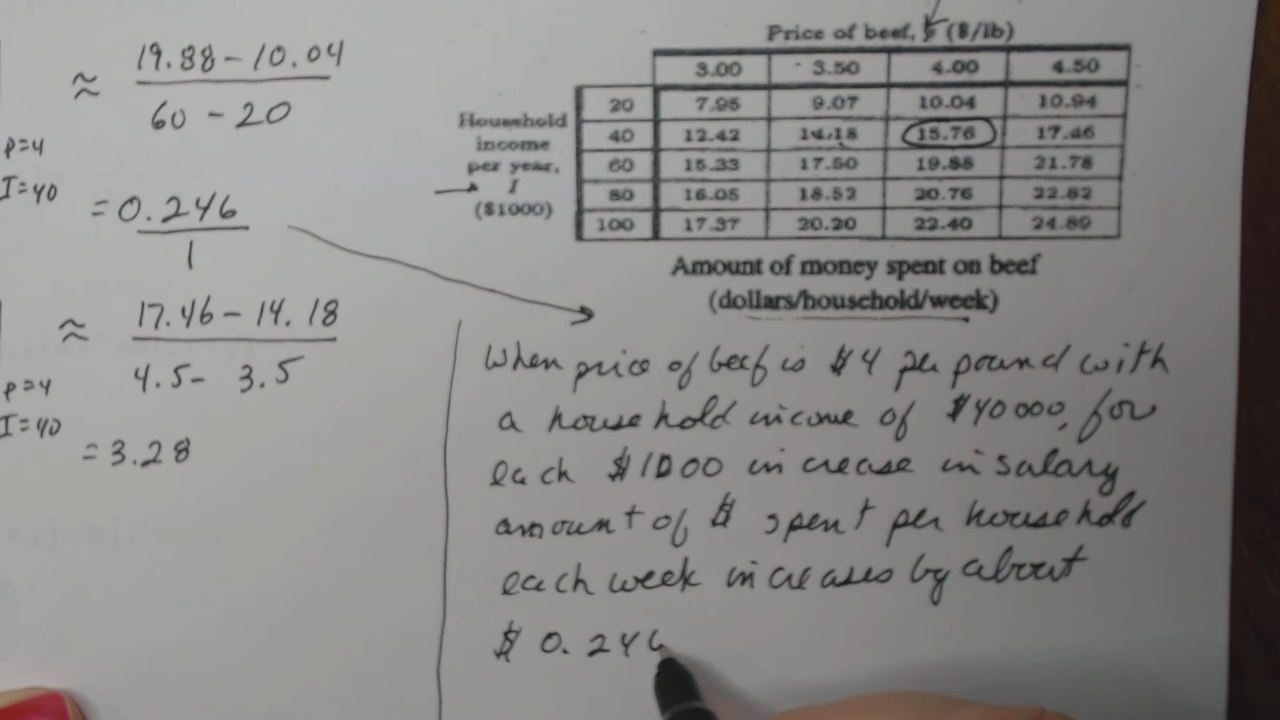 ≈ 19.88 - 10.04
60 - 20
p=4
I=40
= 0.246
1
≈ 17.46 - 14.18
4.5 - 3.5
p=4
I=40
= 3.28
Price of beef, p ($/lb)
3.00 3.50 4.00 4.50
Household income per year, I ($1000)
20 7.95 9.07 10.04 10.94
40 12.42 14.18 15.76 17.46
60 15.33 17.50 19.88 21.78
80 16.05 18.52 20.76 22.82
100 17.37 20.20 22.40 24.89
Amount of money spent on beef
(dollars/household/week)
When price of beef is $4 per pound with
a household income of $40000, for
each $1000 increase in salary
amount of $ spent per household
each week increases by about
$ 0.246